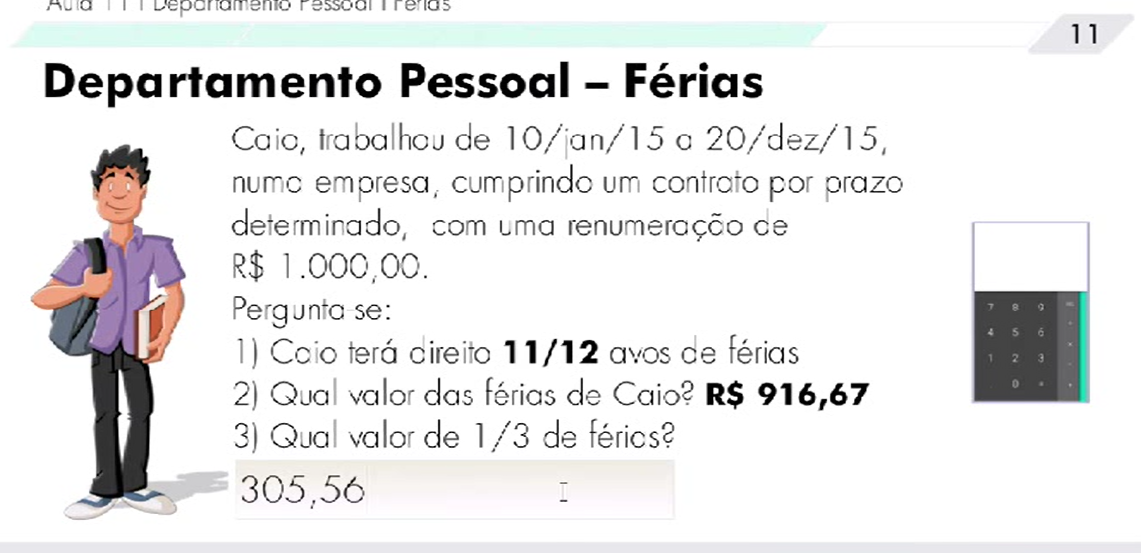 Aula 11 | Departamento Pessoal | Férias
11
Departamento Pessoal – Férias
Caio, trabalhou de 10/jan/15 a 20/dez/15,
numa empresa, cumprindo um contrato por prazo
determinado, com uma renumeração de
R$ 1.000,00.
Pergunta-se:
1) Caio terá direito 11/12 avos de férias
2) Qual valor das férias de Caio? R$ 916,67
3) Qual valor de 1/3 de férias?
305,56
7 8 9
4 5 6
1 2 3
0 =